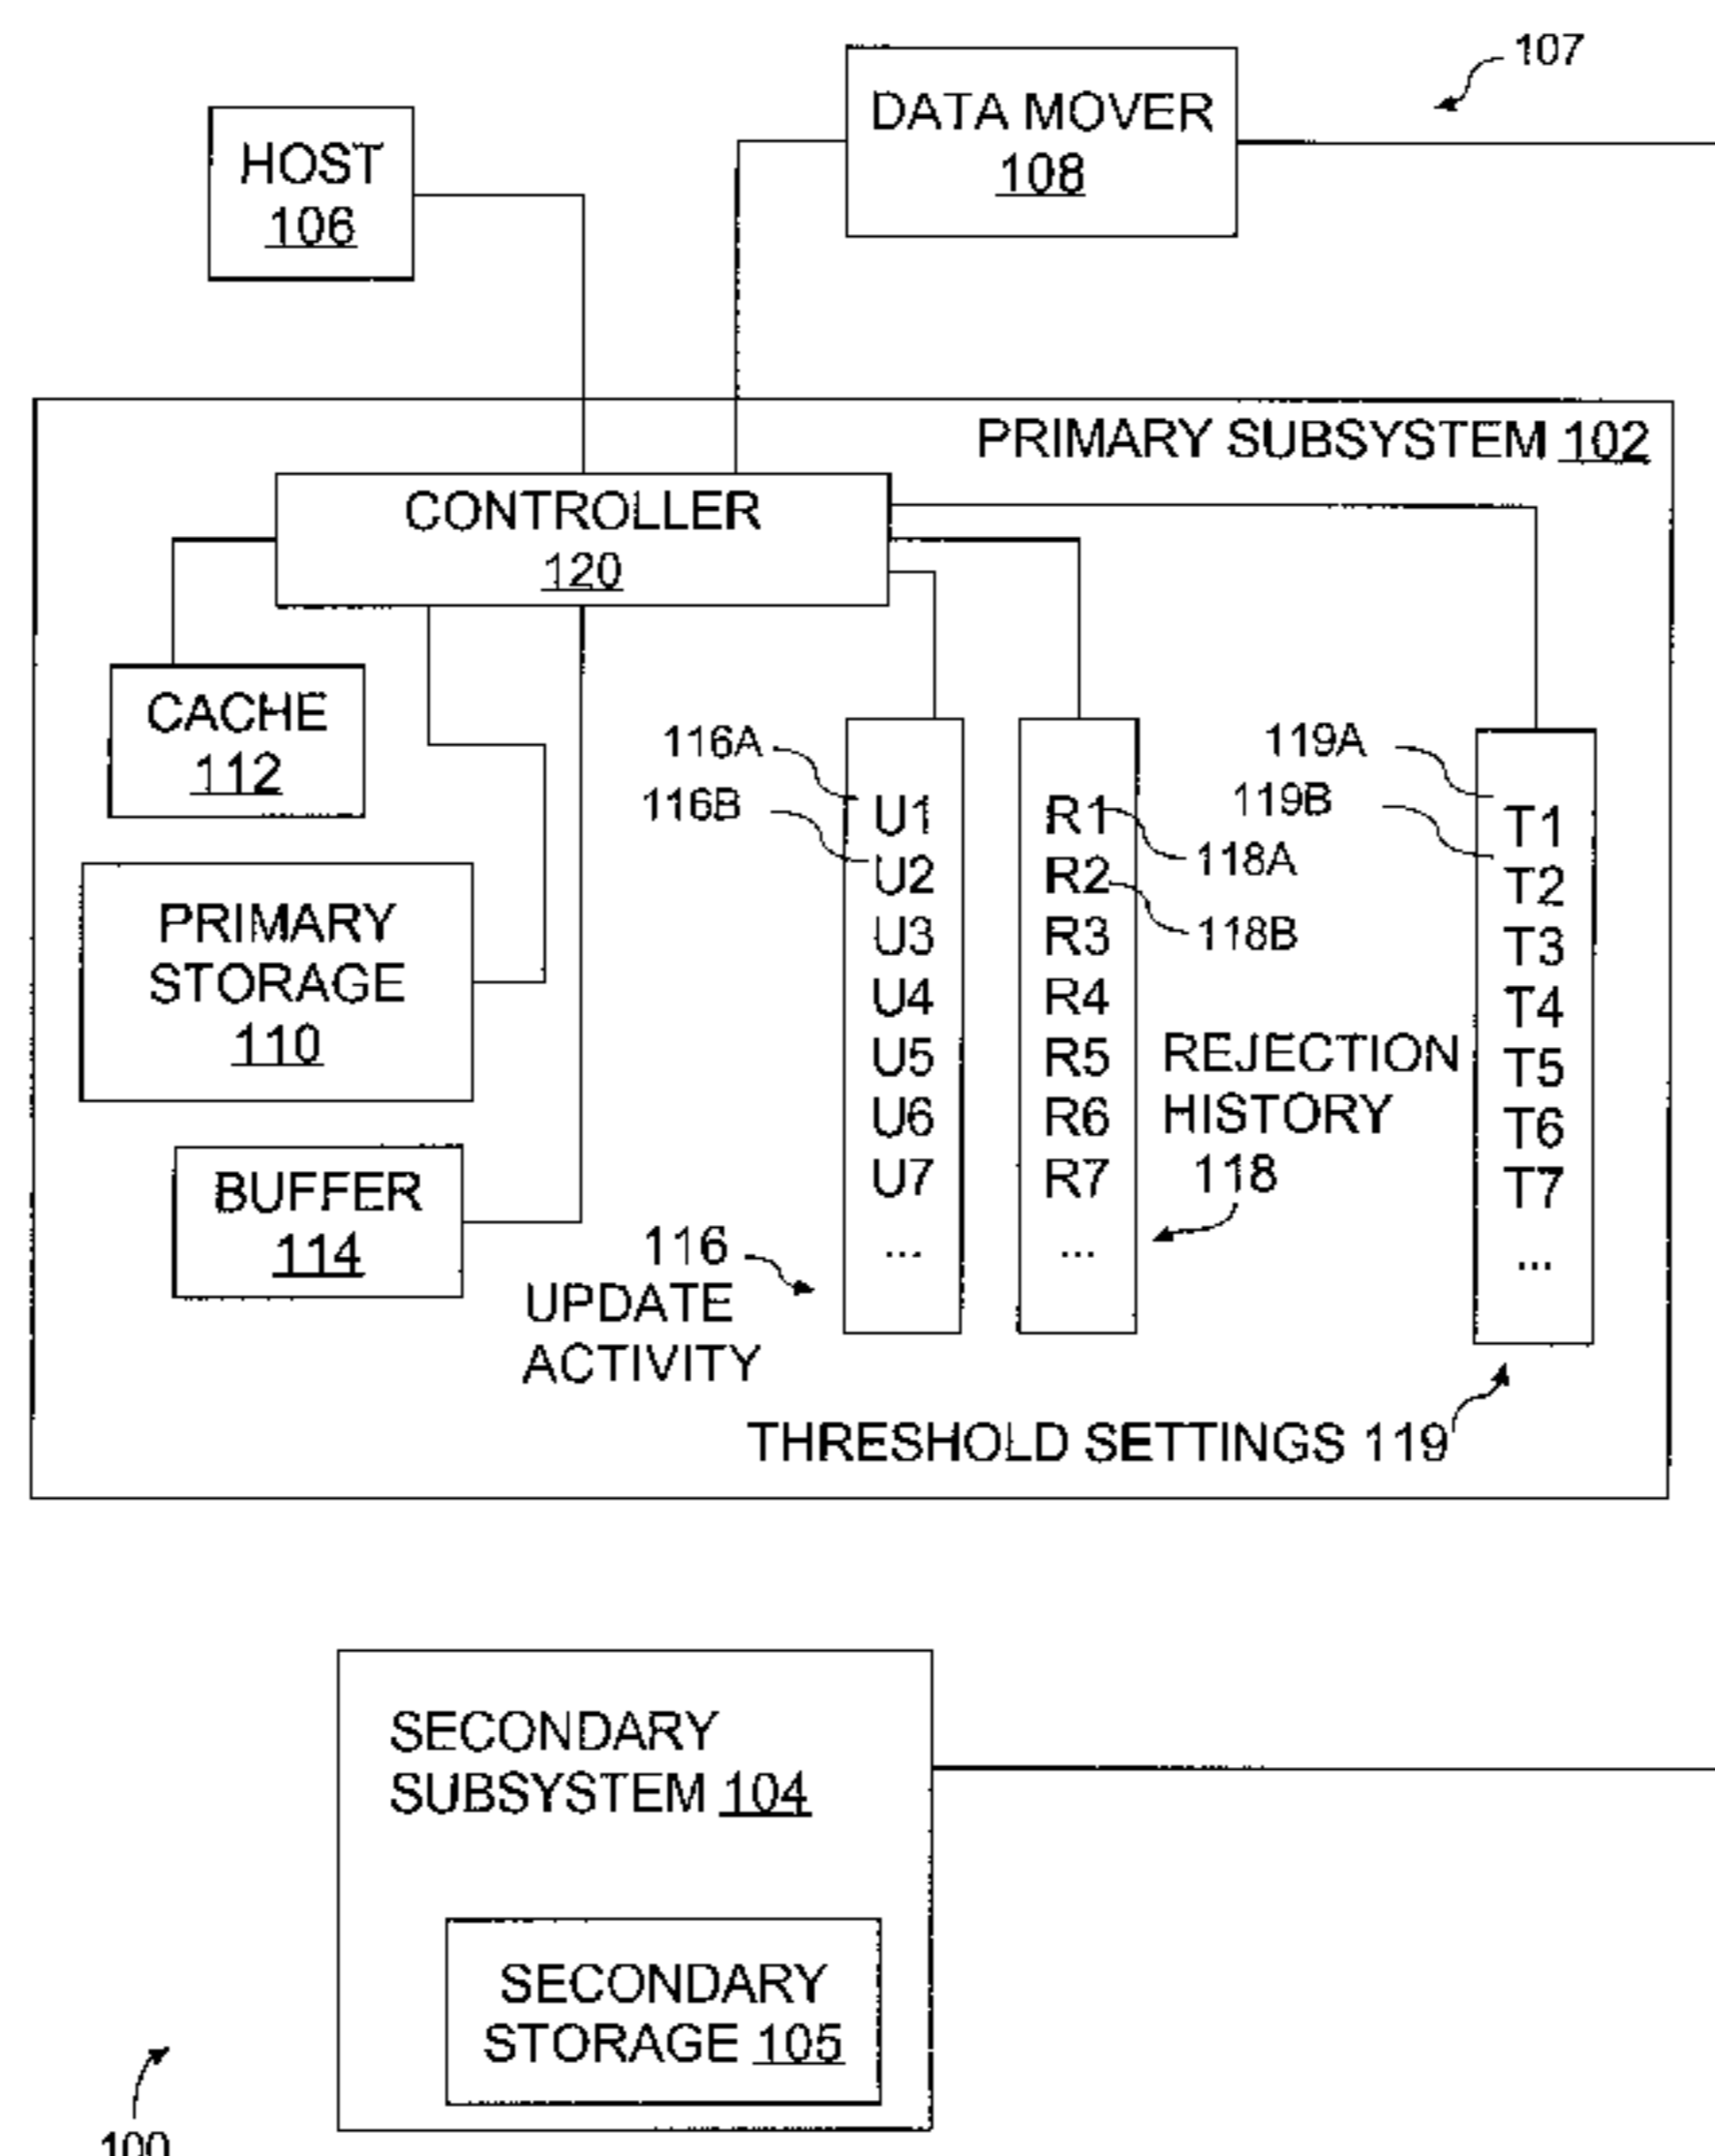 107
DATA MOVER
108
HOST
106
PRIMARY SUBSYSTEM 102
CONTROLLER
120
CACHE
112
PRIMARY
STORAGE
110
BUFFER
114
116A
116B
U1
U2
U3
U4
U5
U6
U7
...
116
UPDATE
ACTIVITY
R1
R2
R3
R4
R5
R6
R7
...
118A
118B
REJECTION
HISTORY
118
119A
119B
T1
T2
T3
T4
T5
T6
T7
...
THRESHOLD SETTINGS 119
SECONDARY
SUBSYSTEM 104
SECONDARY
STORAGE 105
100